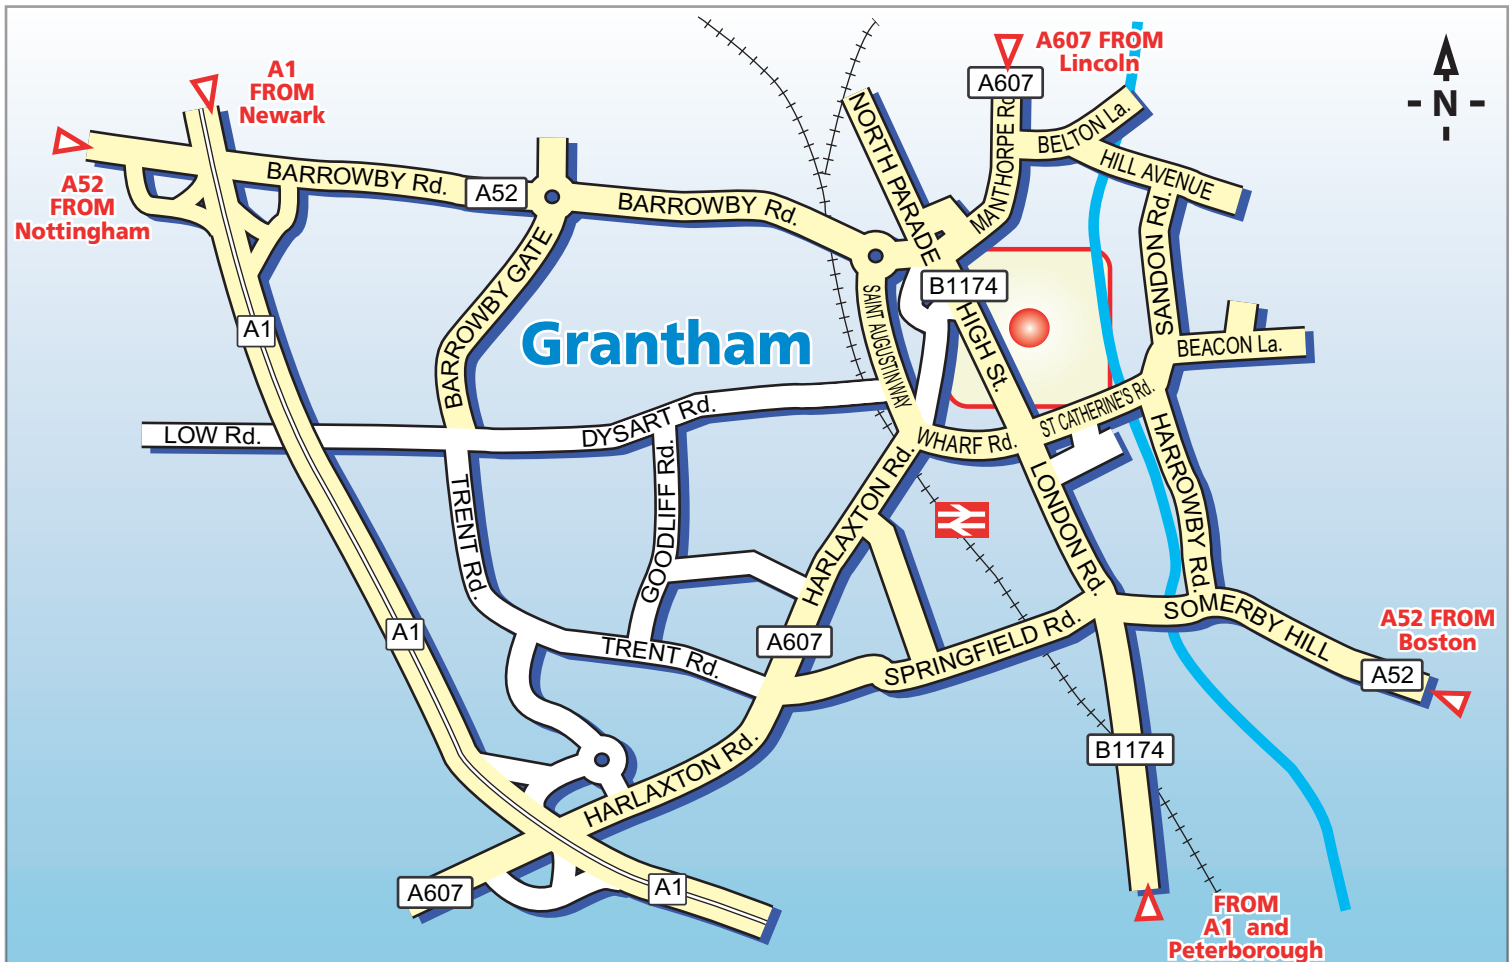 A607 FROM
Lincoln
A1
FROM
Newark
A607
N
NORTH PARADE
MANTHORPE Rd.
BELTON La.
HILL AVENUE
BARROWBY Rd.
A52
BARROWBY Rd.
A52
FROM
Nottingham
SANDON Rd.
BARROWBY GATE
B1174
SAINT AUGUSTIN WAY
HIGH St.
A1
Grantham
BEACON La.
LOW Rd.
DYSART Rd.
WHARF Rd.
ST CATHERINE'S Rd.
TRENT Rd.
GOODLIFF Rd.
HARLAXTON Rd.
LONDON Rd.
HARROWBY Rd.
A1
TRENT Rd.
A607
SPRINGFIELD Rd.
SOMERBY HILL
A52 FROM
Boston
A52
HARLAXTON Rd.
B1174
A607
A1
FROM
A1 and
Peterborough